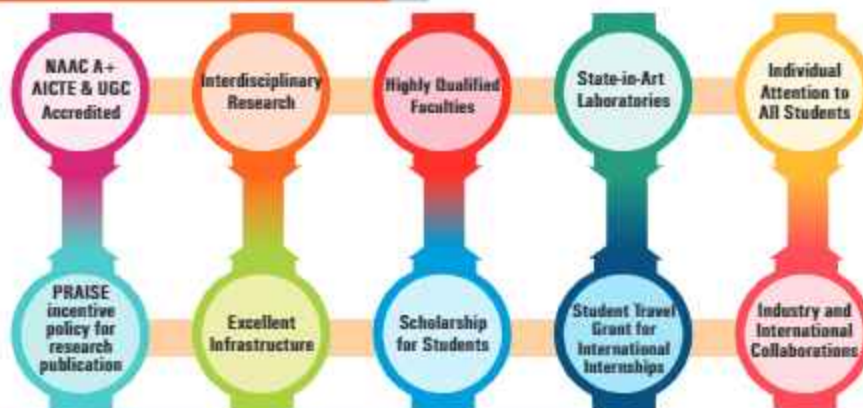 NAAC A+
AICTE & UGC
Accredited
Interdisciplinary
Research
Highly Qualified
Faculties
State-in-Art
Laboratories
Individual
Attention to
All Students
PRAISE
incentive
policy for
research
publication
Excellent
Infrastructure
Scholarship
for Students
Student Travel
Grant for
International
Internships
Industry and
International
Collaborations